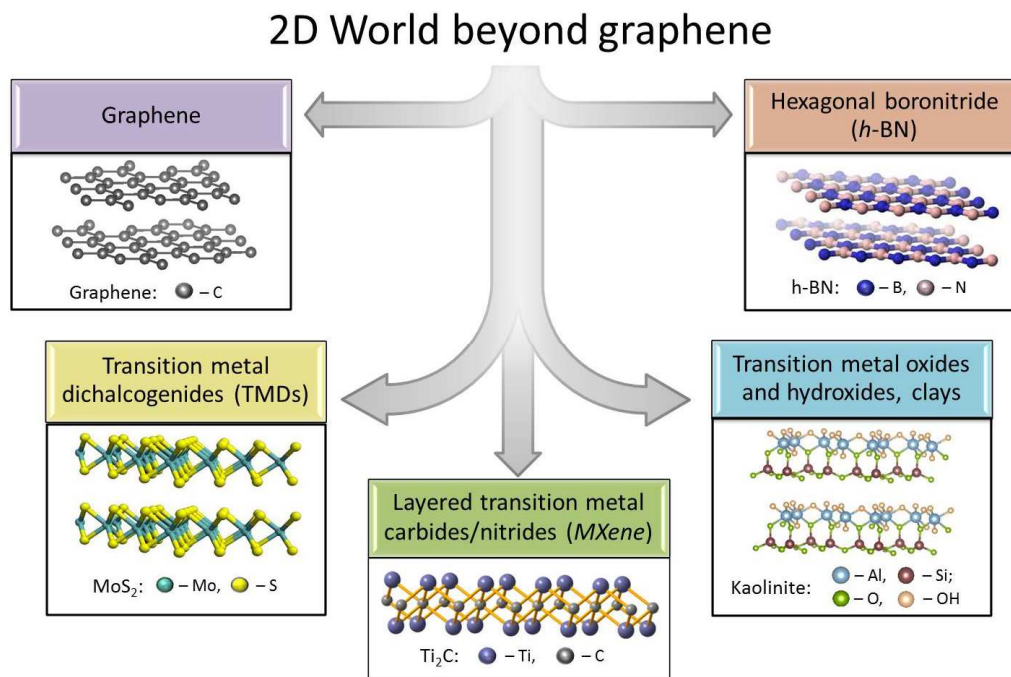 2D World beyond graphene
Graphene
Graphene: – C
Hexagonal boronitride
(h-BN)
h-BN: – B, – N
Transition metal
dichalcogenides (TMDs)
MoS₂: – Mo, – S
Layered transition metal
carbides/nitrides (MXene)
Ti₂C: – Ti, – C
Transition metal oxides
and hydroxides, clays
Kaolinite: – Al, – Si;
– O, – OH